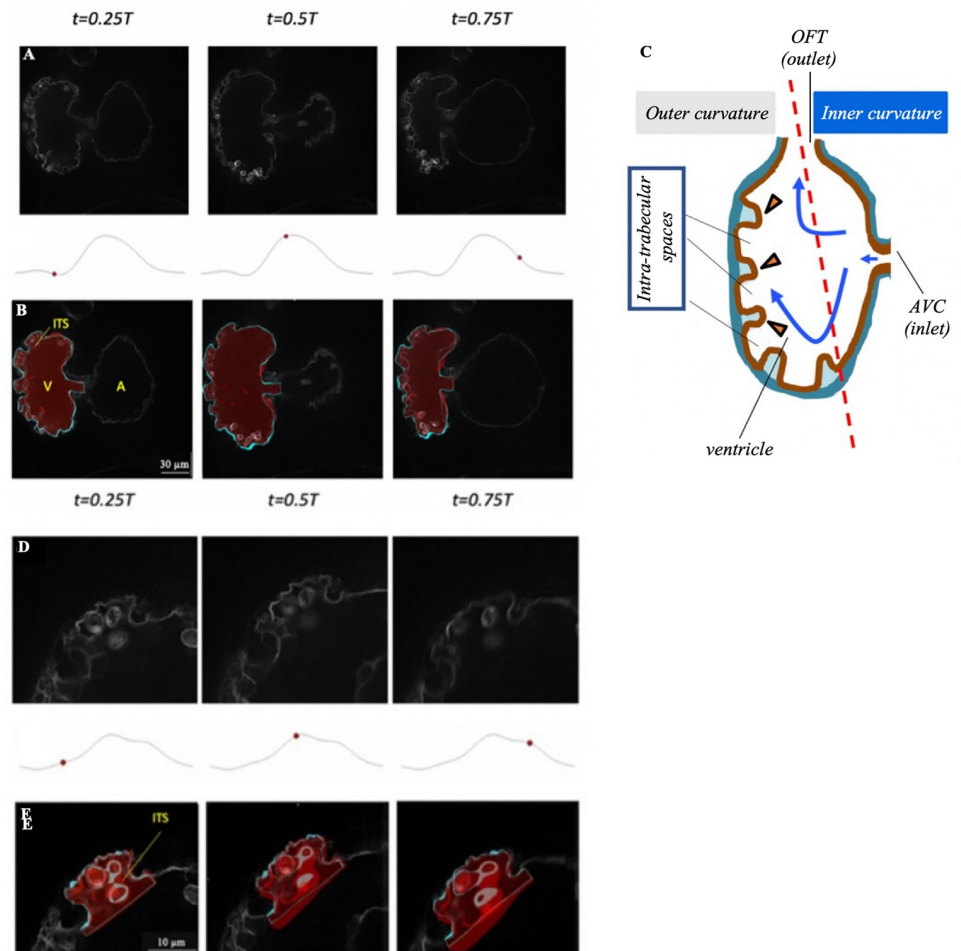 t=0.25T
t=0.5T
t=0.75T
A
B
ITS
V
A
30 µm
C
OFT
(outlet)
Outer curvature
Inner curvature
Intra-trabecular
spaces
AVC
(inlet)
ventricle
t=0.25T
t=0.5T
t=0.75T
D
E
E
ITS
10 µm